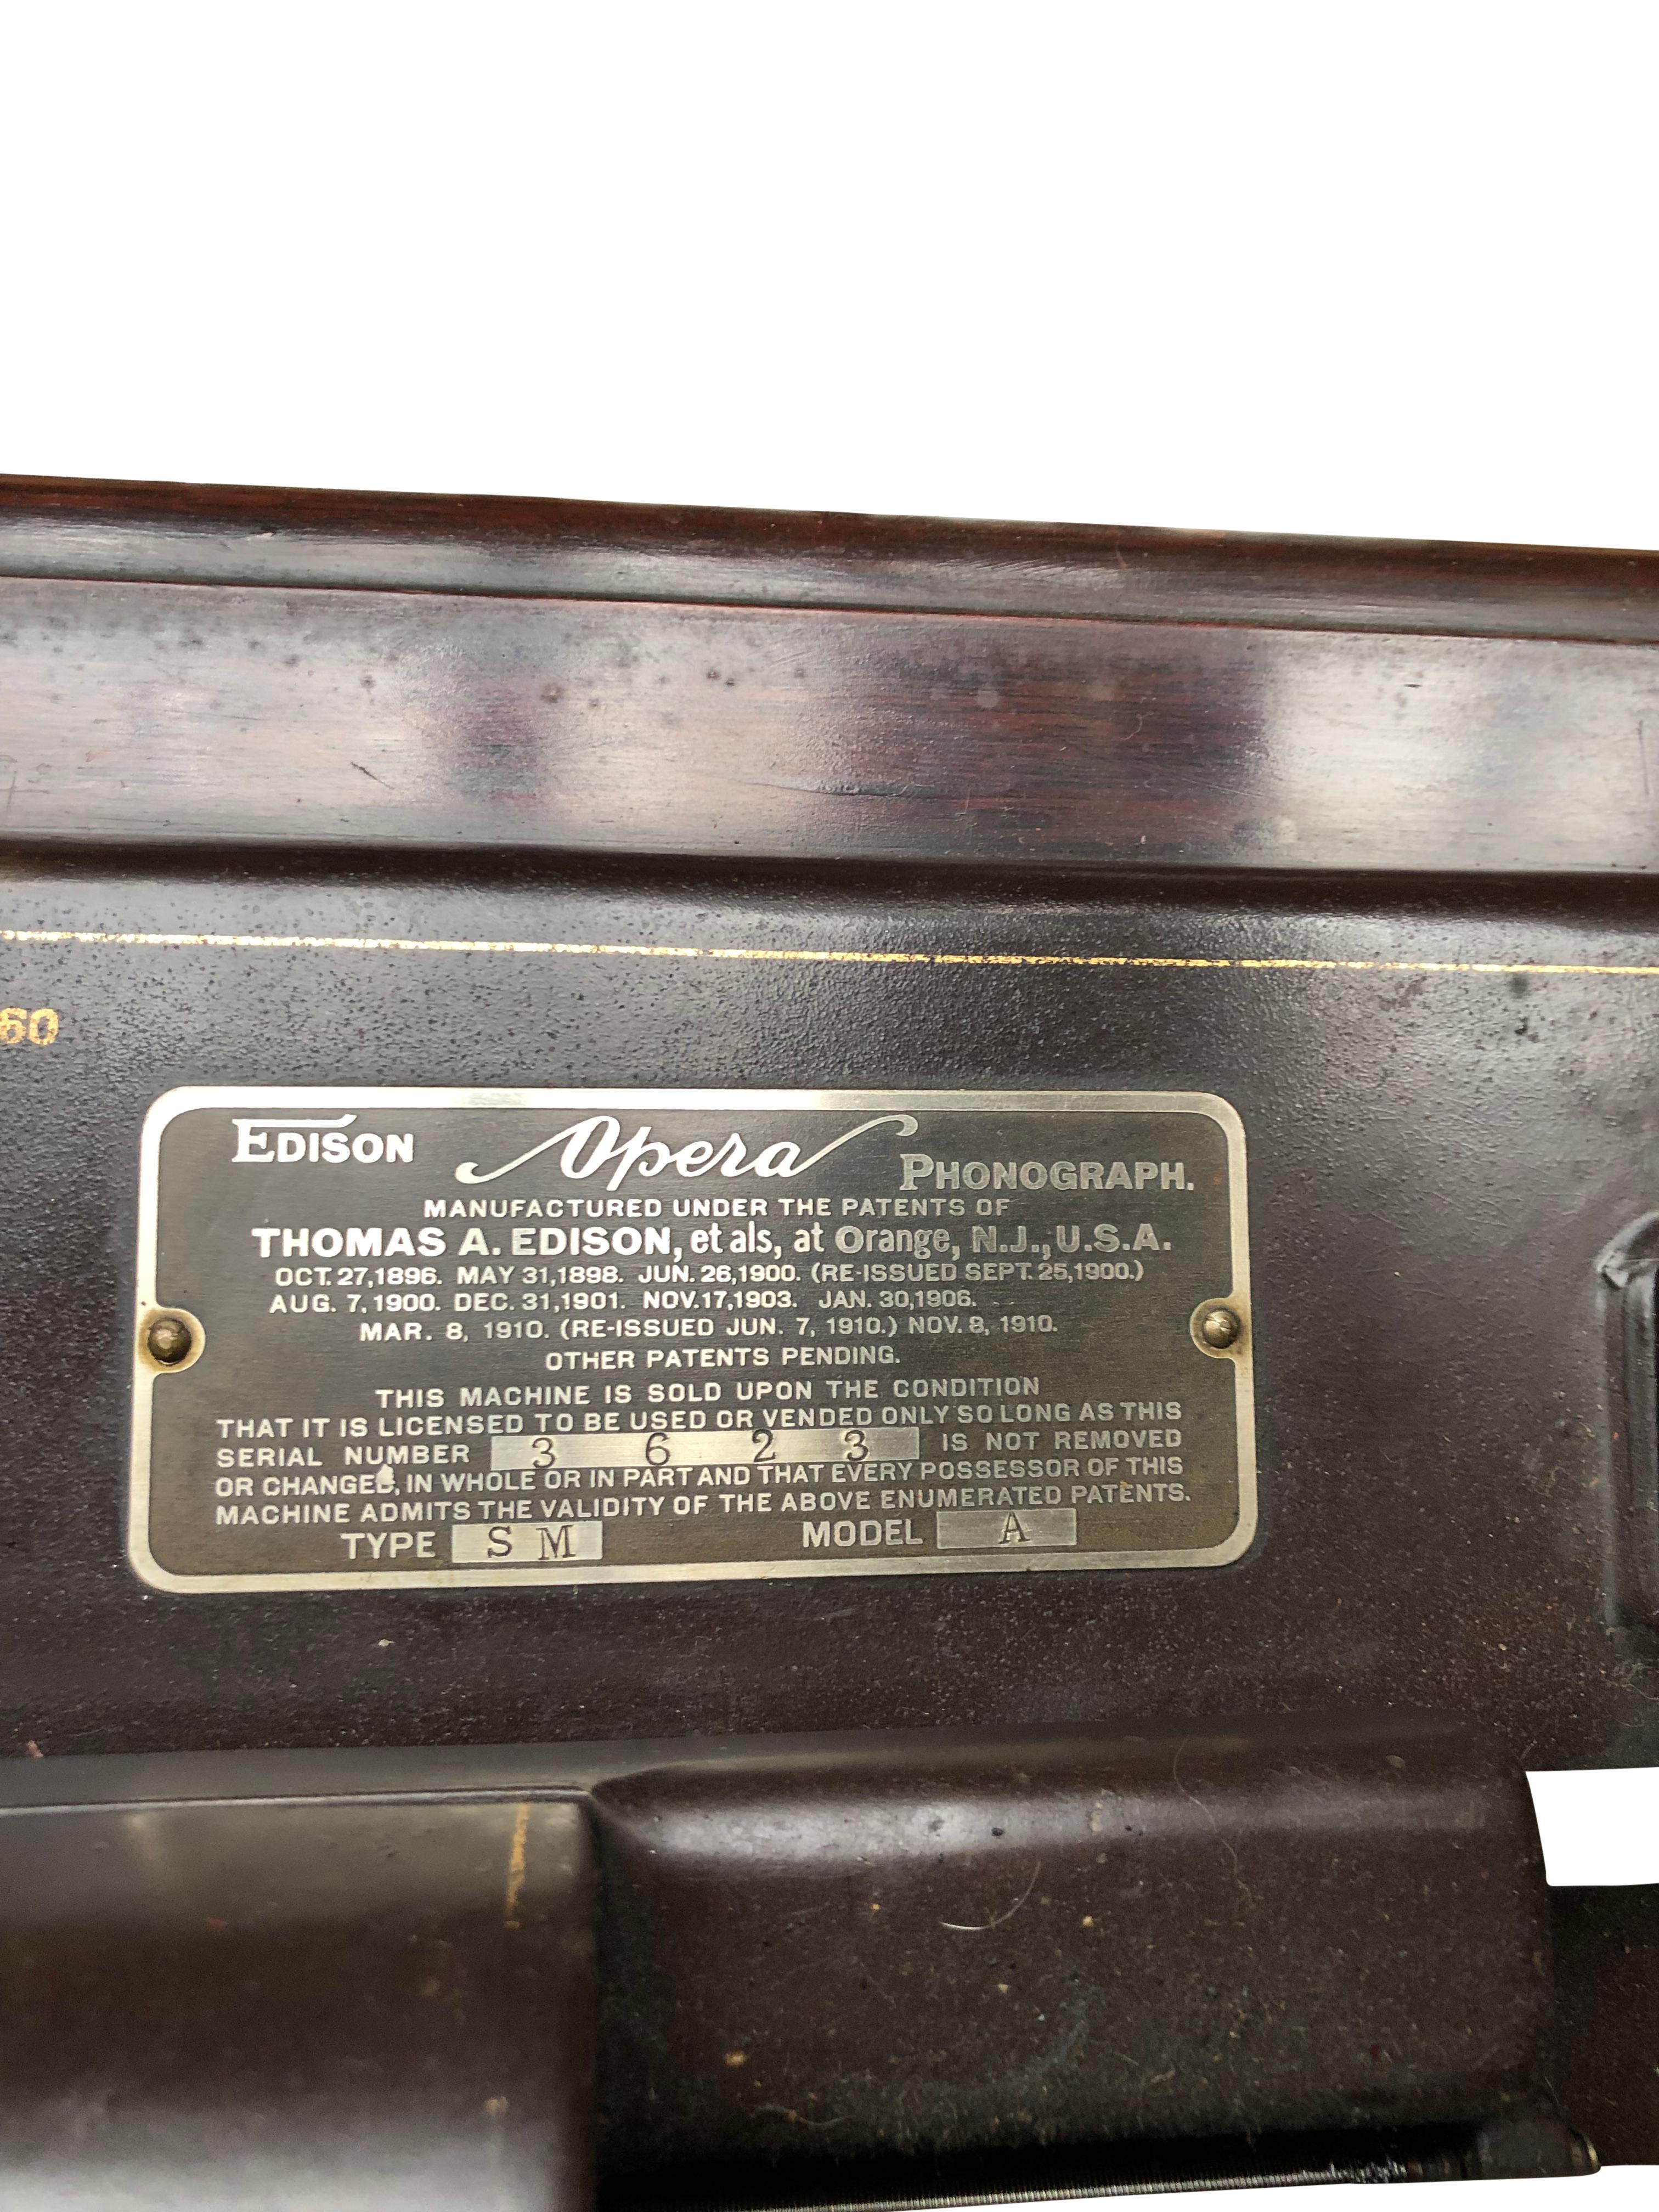 60
EDISON Opera PHONOGRAPH.
MANUFACTURED UNDER THE PATENTS OF
THOMAS A. EDISON, et als, at Orange, N.J., U.S.A.
OCT. 27,1896. MAY 31,1898. JUN. 26,1900. (RE-ISSUED SEPT. 25,1900.)
AUG. 7, 1900. DEC. 31,1901. NOV.17,1903. JAN. 30,1906.
MAR. 8, 1910. (RE-ISSUED JUN. 7, 1910.) NOV. 8, 1910.
OTHER PATENTS PENDING.
THIS MACHINE IS SOLD UPON THE CONDITION
THAT IT IS LICENSED TO BE USED OR VENDED ONLY SO LONG AS THIS
SERIAL NUMBER 3 6 2 3 IS NOT REMOVED
OR CHANGED, IN WHOLE OR IN PART AND THAT EVERY POSSESSOR OF THIS
MACHINE ADMITS THE VALIDITY OF THE ABOVE ENUMERATED PATENTS.
TYPE S M MODEL A